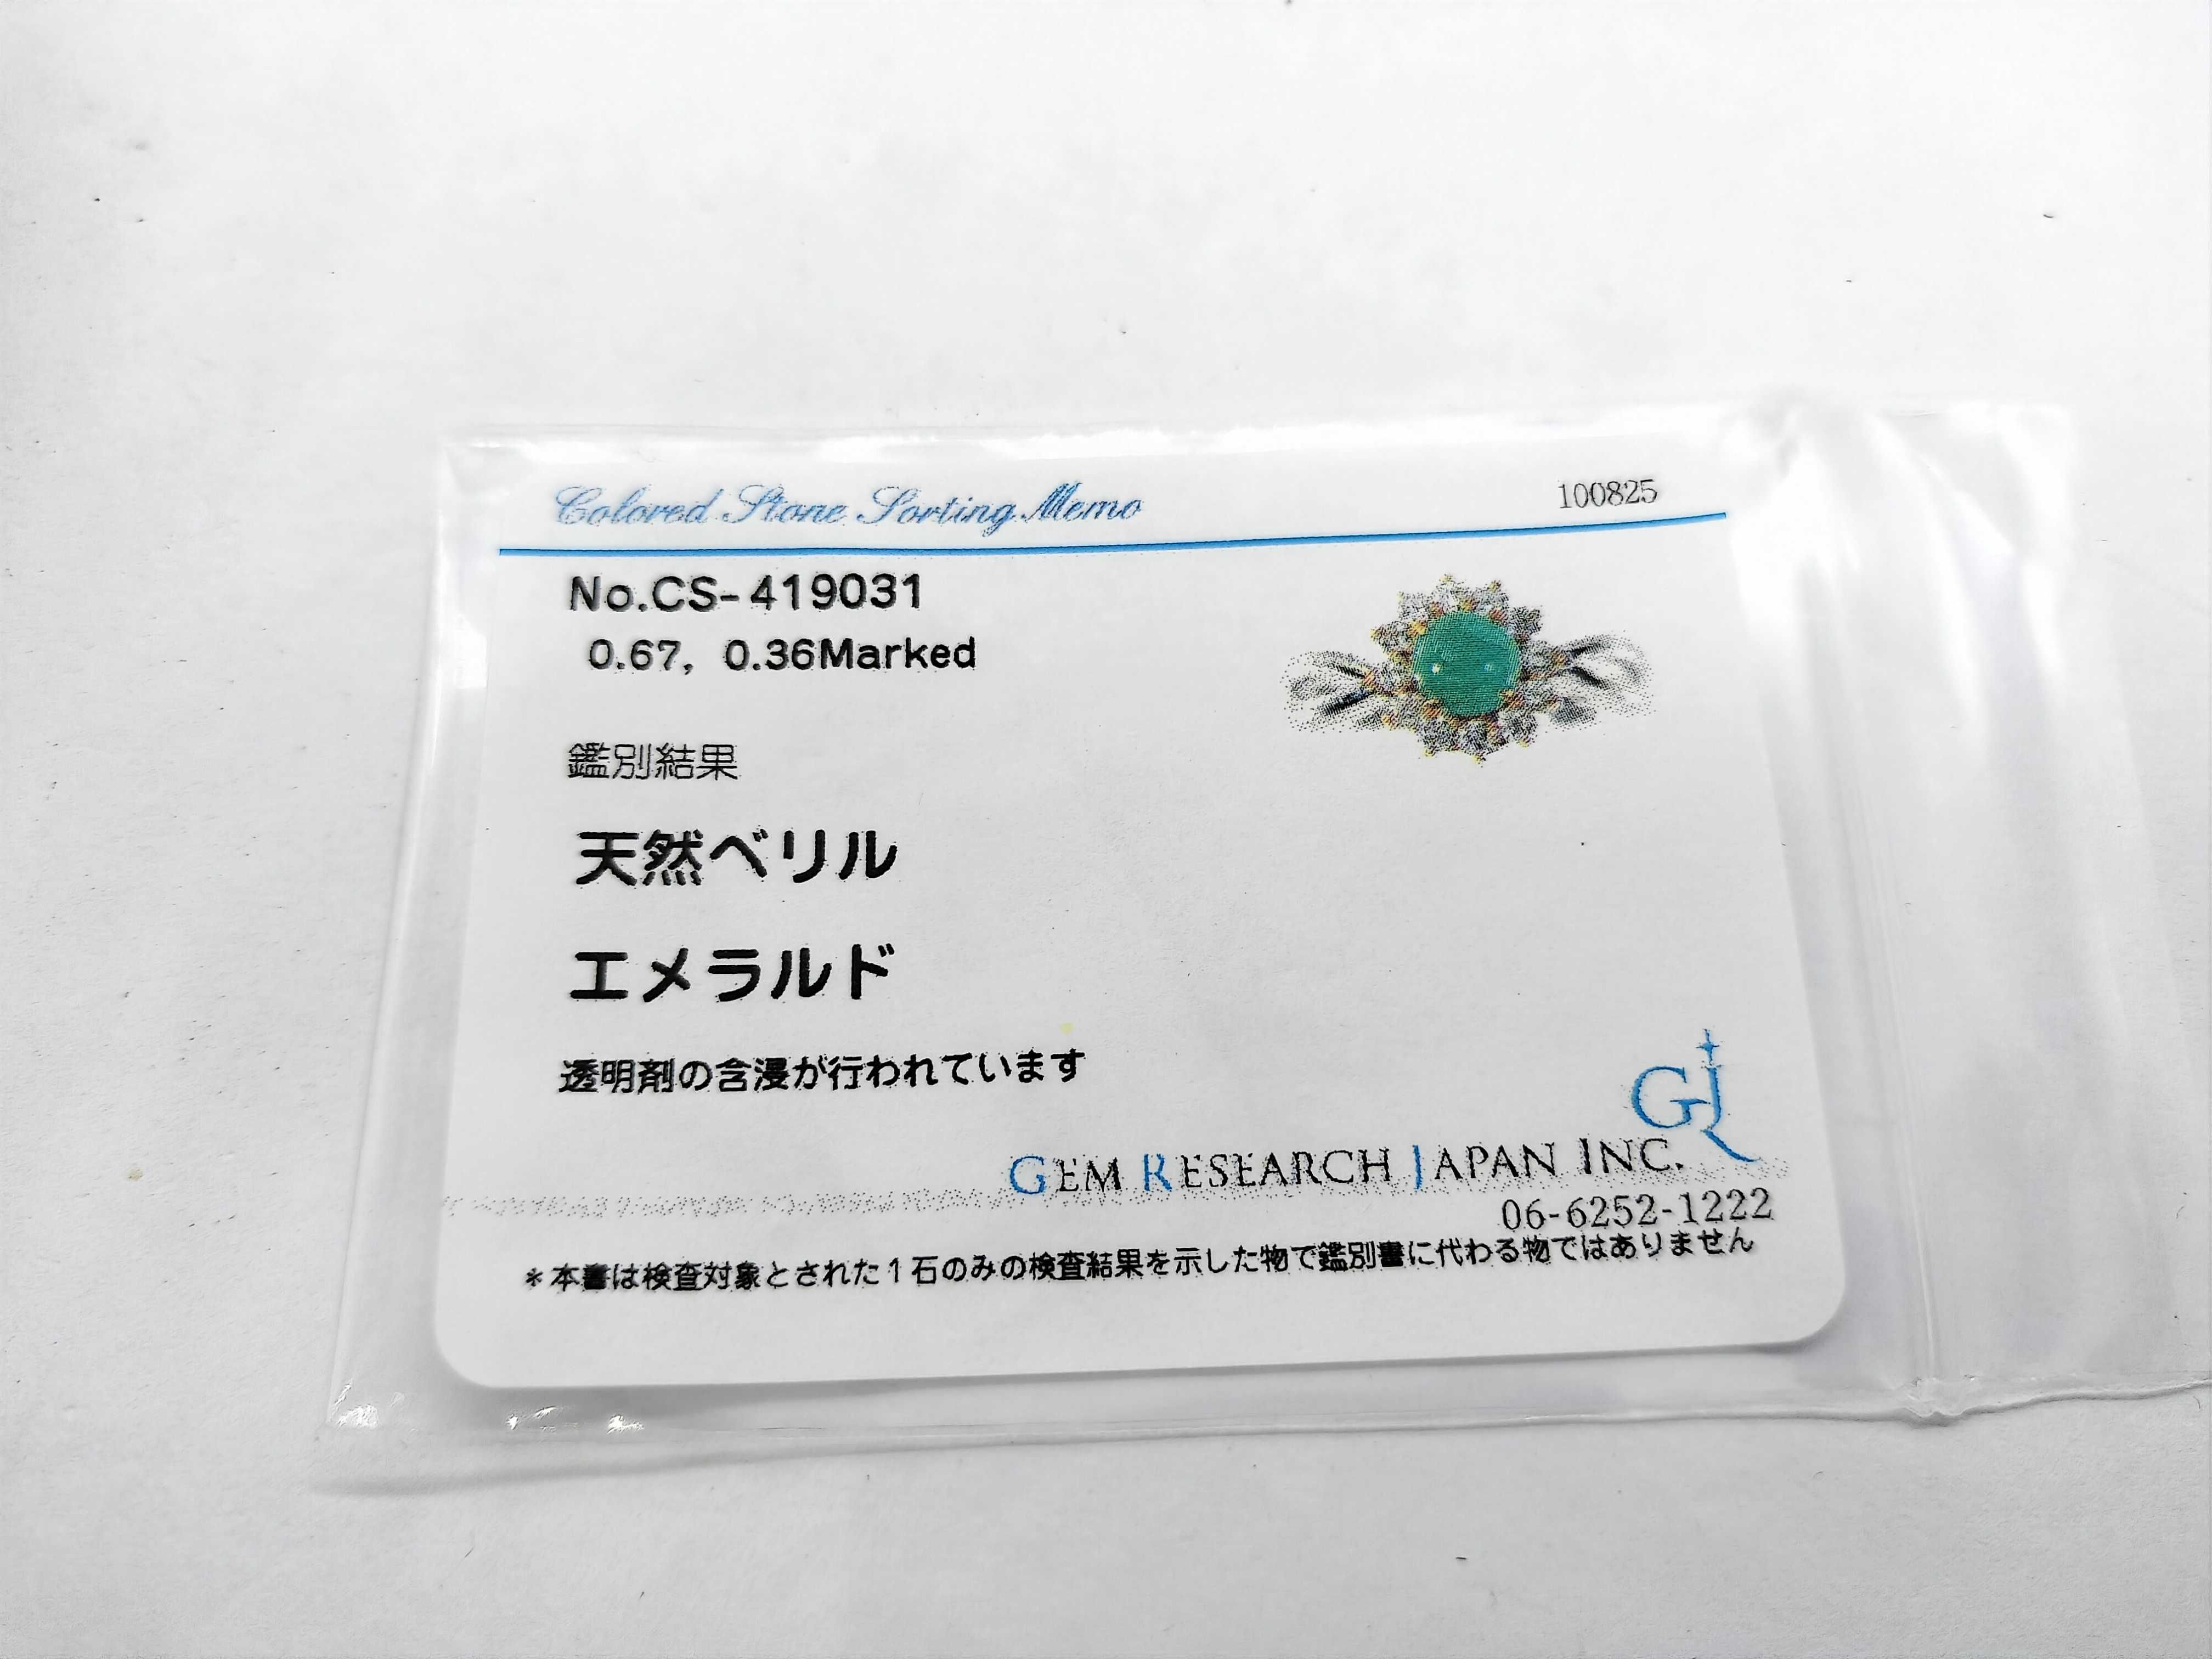 Colored Stone Sorting Memo
100825
No.CS-419031
0.67, 0.36Marked
鑑別結果
天然ベリル
エメラルド
透明剤の含浸が行われています
GJ
GEM RESEARCH JAPAN INC.
06-6252-1222
*本書は検査対象とされた1石のみの検査結果を示した物で鑑別書に代わる物ではありません